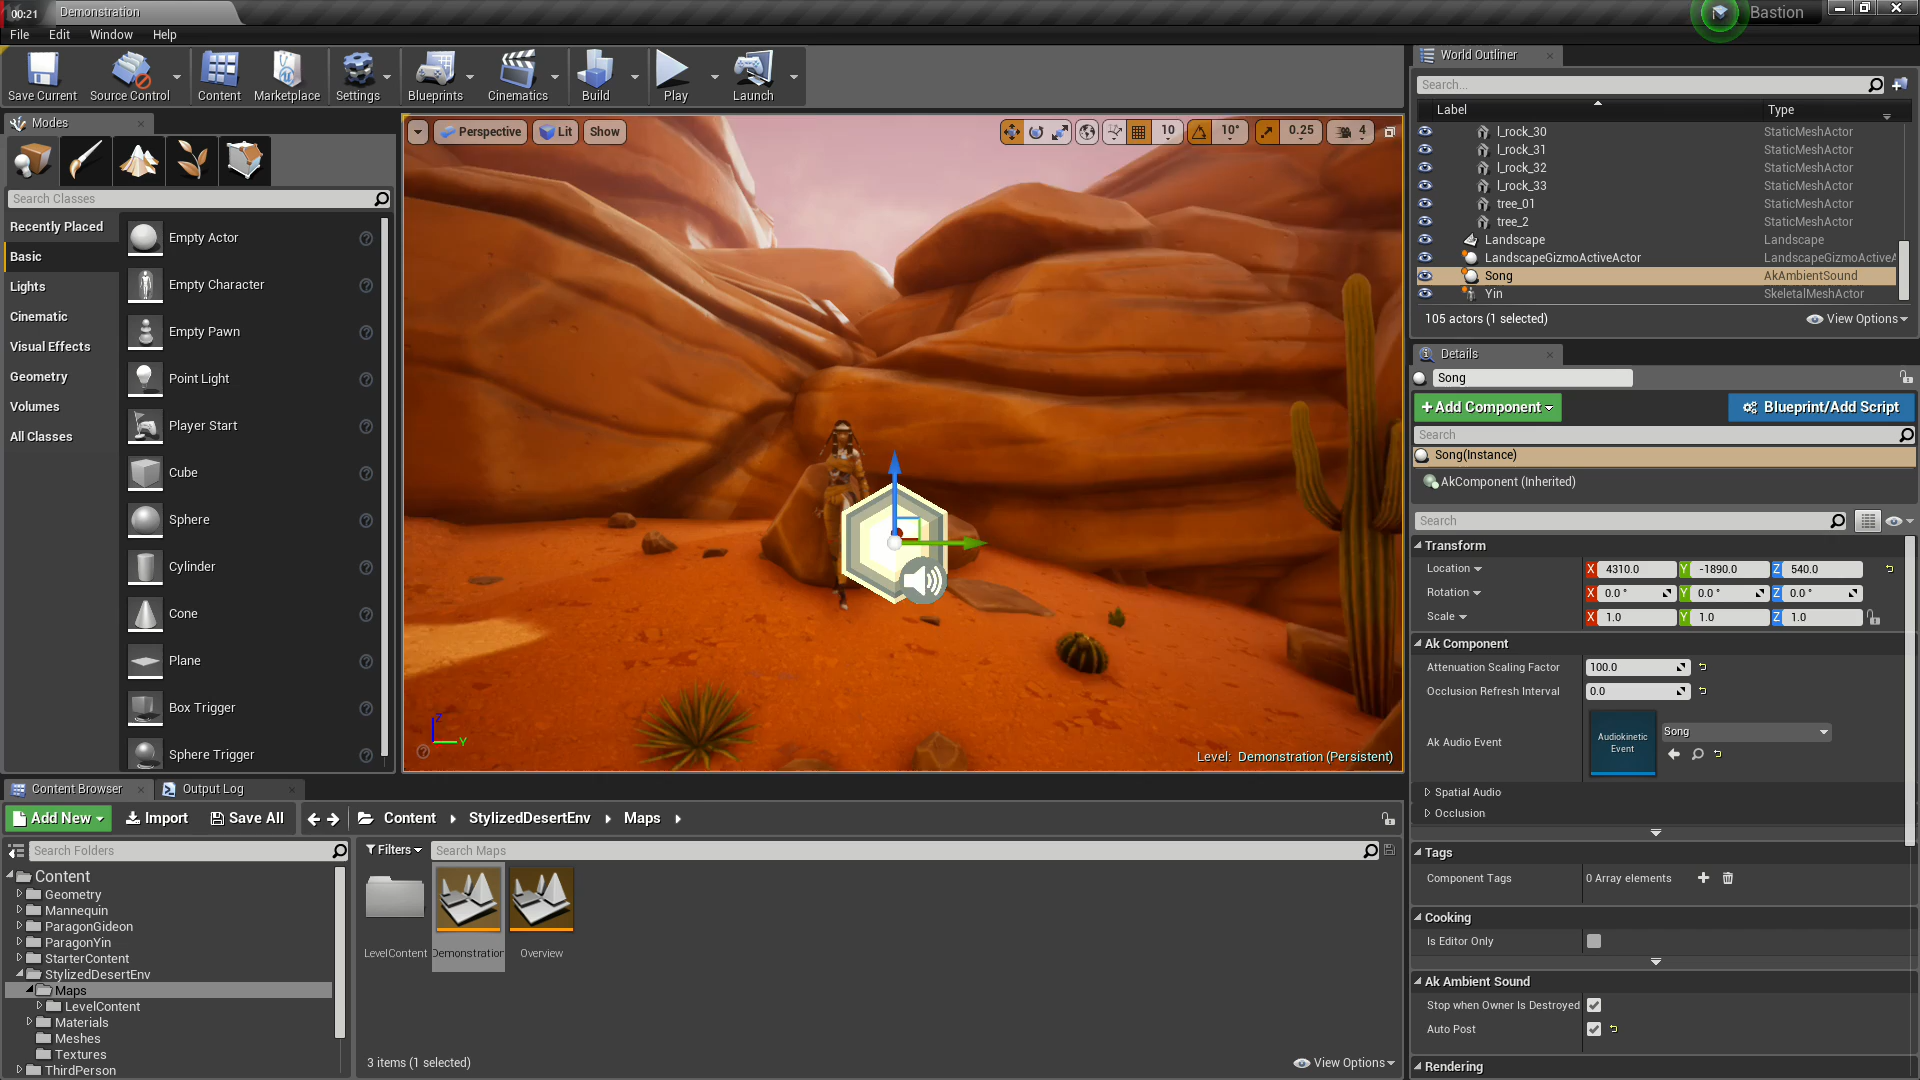 00:21
Demonstration
Bastion
File Edit Window Help
Save Current
Source Control
Content
Marketplace
Settings
Blueprints
Cinematics
Build
Play
Launch
Modes
Search Classes
Recently Placed
Basic
Lights
Cinematic
Visual Effects
Geometry
Volumes
All Classes
Empty Actor
Empty Character
Empty Pawn
Point Light
Player Start
Cube
Sphere
Cylinder
Cone
Plane
Box Trigger
Sphere Trigger
Perspective
Lit
Show
10
10°
0.25
4
Z
Y
Level: Demonstration (Persistent)
World Outliner
Search...
Label Type
l_rock_30 StaticMeshActor
l_rock_31 StaticMeshActor
l_rock_32 StaticMeshActor
l_rock_33 StaticMeshActor
tree_01 StaticMeshActor
tree_2 StaticMeshActor
Landscape Landscape
LandscapeGizmoActiveActor LandscapeGizmoActiveA
Song AkAmbientSound
Yin SkeletalMeshActor
105 actors (1 selected)
View Options
Details
Song
+Add Component
Blueprint/Add Script
Search
Song(Instance)
AkComponent (Inherited)
Search
Transform
Location X 4310.0 Y -1890.0 Z 540.0
Rotation X 0.0 ° Y 0.0 ° Z 0.0 °
Scale X 1.0 Y 1.0 Z 1.0
Ak Component
Attenuation Scaling Factor 100.0
Occlusion Refresh Interval 0.0
Ak Audio Event
Audiokinetic
Event
Song
Spatial Audio
Occlusion
Tags
Component Tags 0 Array elements
Cooking
Is Editor Only
Ak Ambient Sound
Stop when Owner Is Destroyed
Auto Post
Rendering
Content Browser
Output Log
Add New
Import
Save All
Content
StylizedDesertEnv
Maps
Search Folders
Filters
Search Maps
Content
Geometry
Mannequin
ParagonGideon
ParagonYin
StarterContent
StylizedDesertEnv
Maps
LevelContent
Materials
Meshes
Textures
ThirdPerson
LevelContent
Demonstration
Overview
3 items (1 selected)
View Options